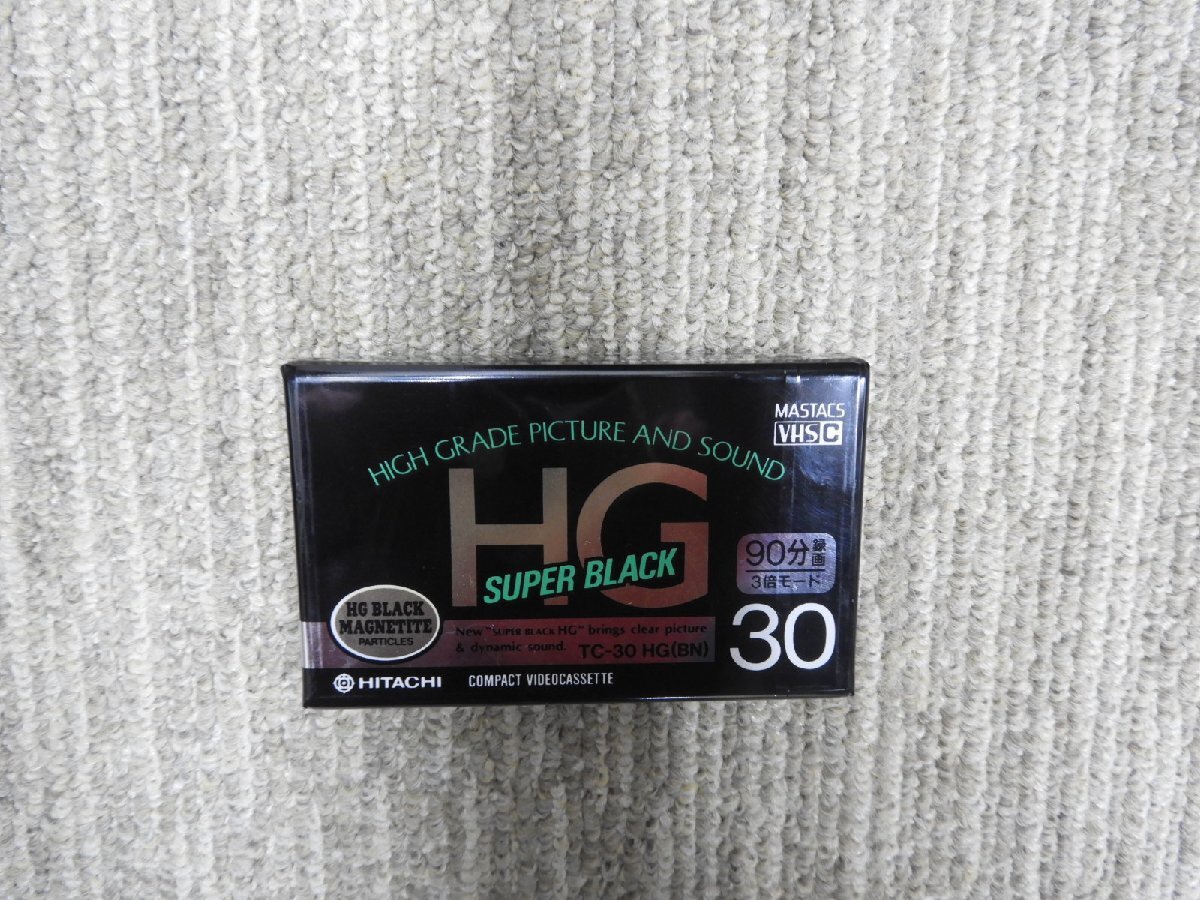 MASTACS
VHS C
HIGH GRADE PICTURE AND SOUND
HG
SUPER BLACK
90分 録画
3倍モード
HG BLACK
MAGNETITE
PARTICLES
New "SUPER BLACK HG" brings clear picture
& dynamic sound. TC-30 HG(BN)
30
HITACHI COMPACT VIDEOCASSETTE